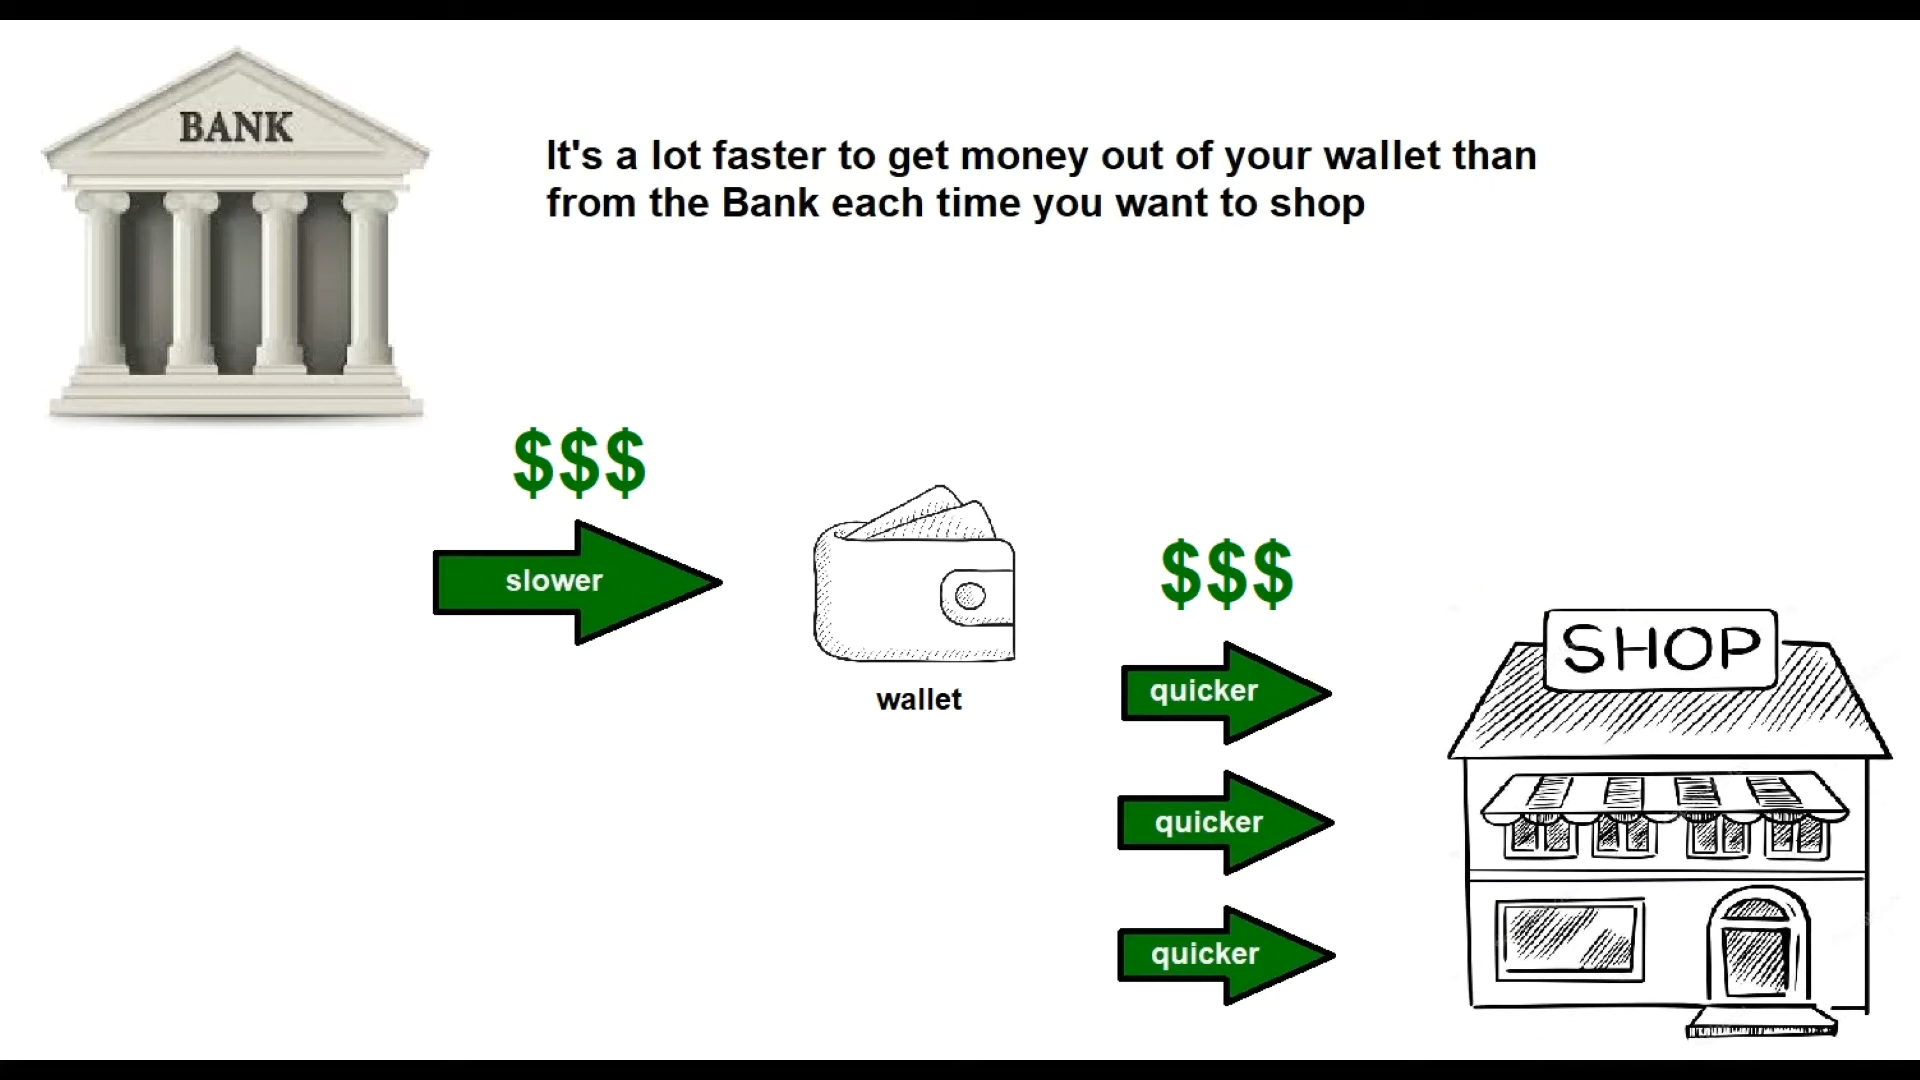 BANK
It's a lot faster to get money out of your wallet than
from the Bank each time you want to shop
$$$
slower
wallet
$$$
quicker
quicker
quicker
SHOP